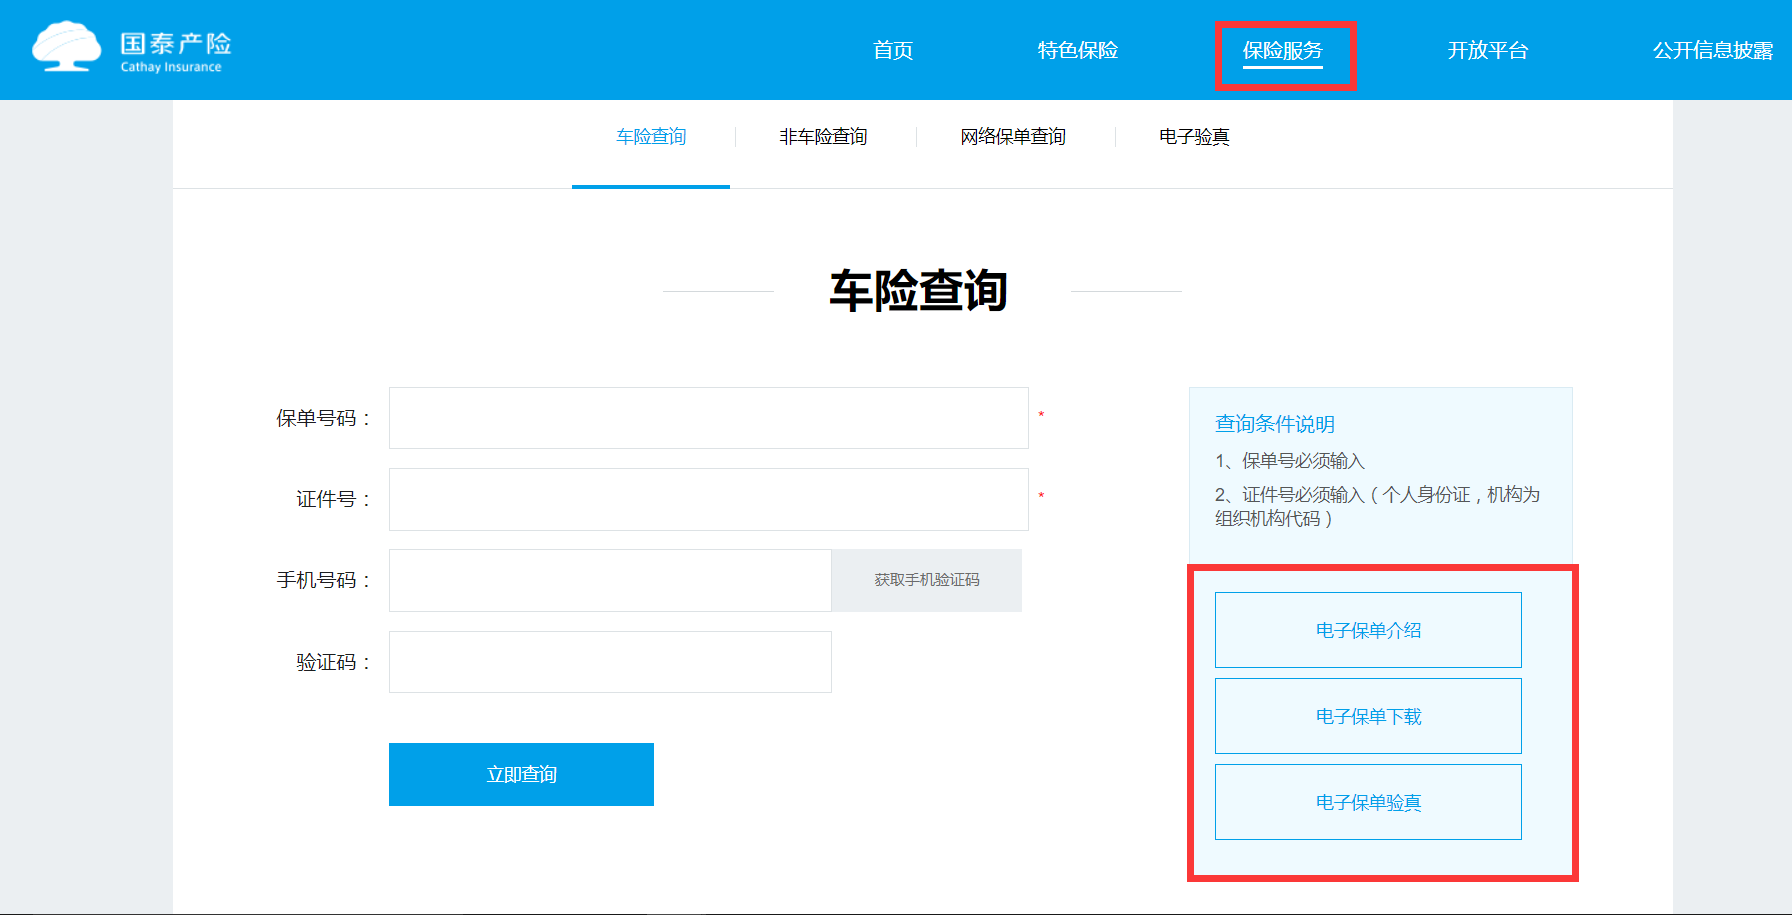 国泰产险
Cathay Insurance
首页
特色保险
保险服务
开放平台
公开信息披露
车险查询
非车险查询
网络保单查询
电子验真
车险查询
保单号码：
*
证件号：
*
手机号码：
获取手机验证码
验证码：
立即查询
查询条件说明
1、保单号必须输入
2、证件号必须输入（个人身份证，机构为
组织机构代码）
电子保单介绍
电子保单下载
电子保单验真